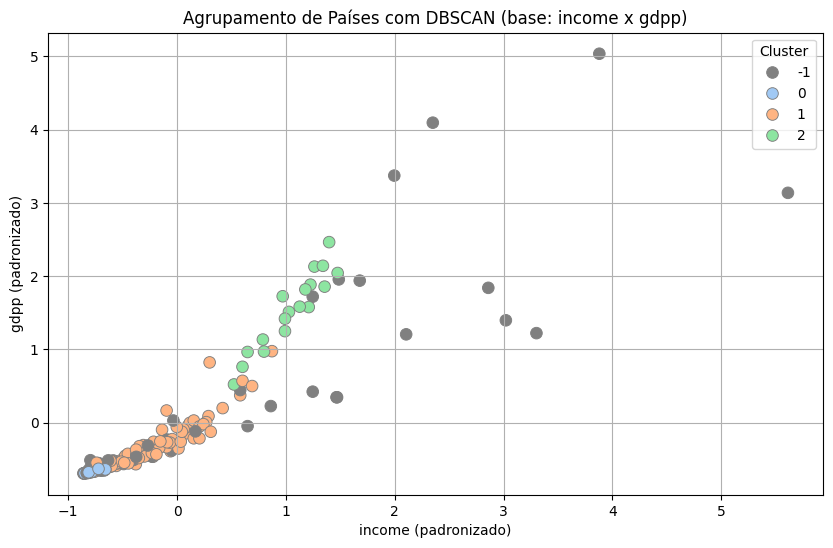 Agrupamento de Países com DBSCAN (base: income x gdpp)
Cluster
-1
0
1
2
5
4
3
2
1
0
gdpp (padronizado)
−1 0 1 2 3 4 5
income (padronizado)